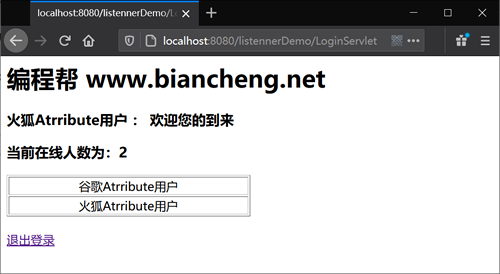 localhost:8080/listennerDemo/Lo
localhost:8080/listennerDemo/LoginServlet
编程帮 www.biancheng.net
火狐Atrribute用户 ： 欢迎您的到来
当前在线人数为：2
谷歌Atrribute用户
火狐Atrribute用户
退出登录